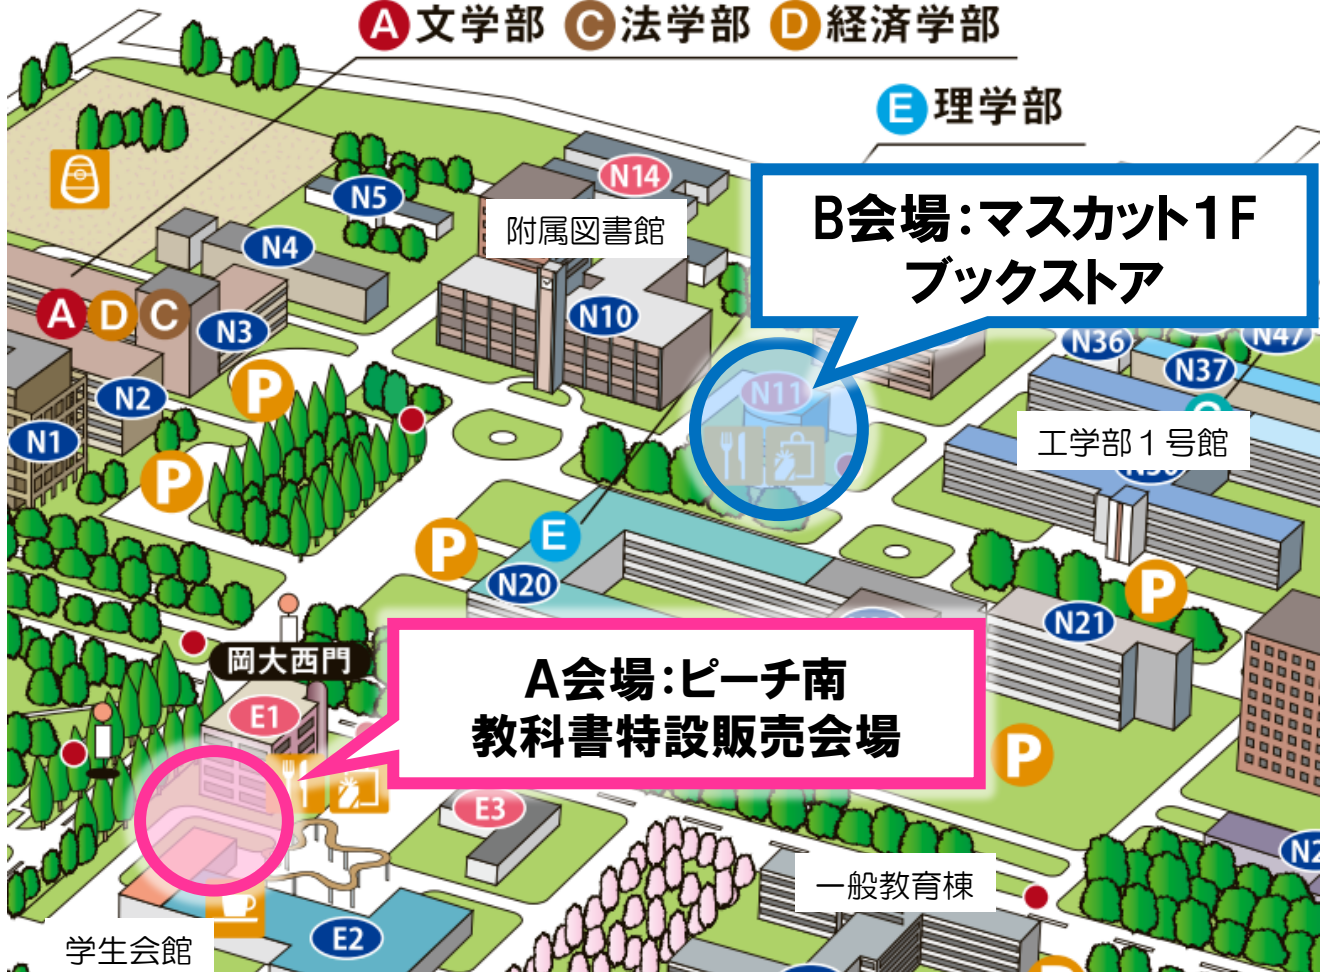 A文学部 C法学部 D経済学部
E理学部
B会場:マスカット1F
ブックストア
N14
N5
附属図書館
N4
A D C
N3
N10
N36
N47
N37
N11
N2
N1
P
P
工学部1号館
E
P
N20
P
N21
岡大西門
A会場:ピーチ南
教科書特設販売会場
E1
P
E3
一般教育棟
E2
学生会館